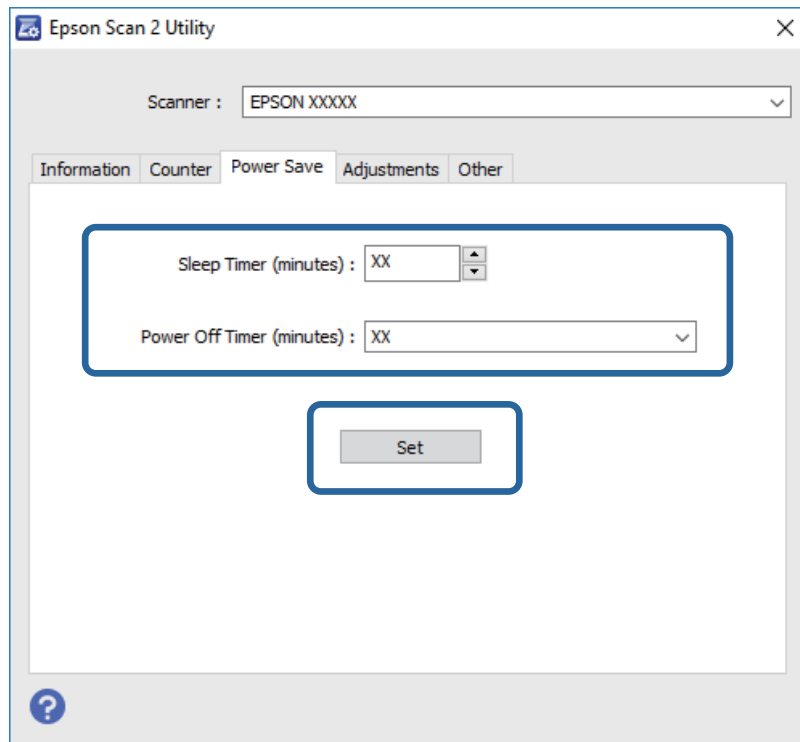 Epson Scan 2 Utility
Scanner : EPSON XXXXX
Information Counter Power Save Adjustments Other
Sleep Timer (minutes) : XX
Power Off Timer (minutes) : XX
Set
?